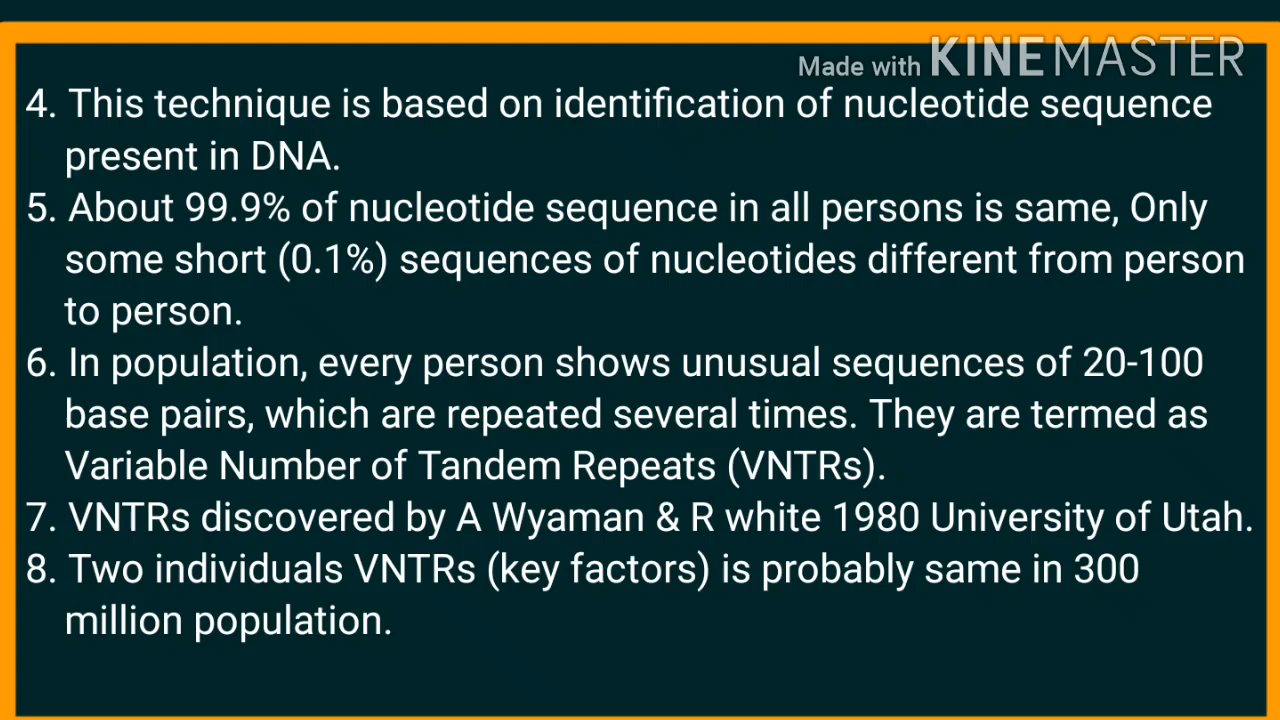 Made with KINEMASTER
4. This technique is based on identification of nucleotide sequence
present in DNA.
5. About 99.9% of nucleotide sequence in all persons is same, Only
some short (0.1%) sequences of nucleotides different from person
to person.
6. In population, every person shows unusual sequences of 20-100
base pairs, which are repeated several times. They are termed as
Variable Number of Tandem Repeats (VNTRs).
7. VNTRs discovered by A Wyaman & R white 1980 University of Utah.
8. Two individuals VNTRs (key factors) is probably same in 300
million population.